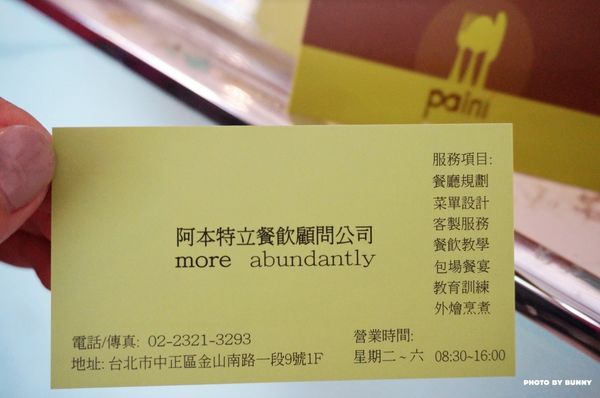 paini
服務項目:
餐廳規劃
菜單設計
客製服務
餐飲教學
包場餐宴
教育訓練
外燴烹煮
阿本特立餐飲顧問公司
more abundantly
電話/傳真: 02-2321-3293
地址: 台北市中正區金山南路一段9號1F
營業時間:
星期二~六 08:30~16:00
PHOTO BY BUNNY